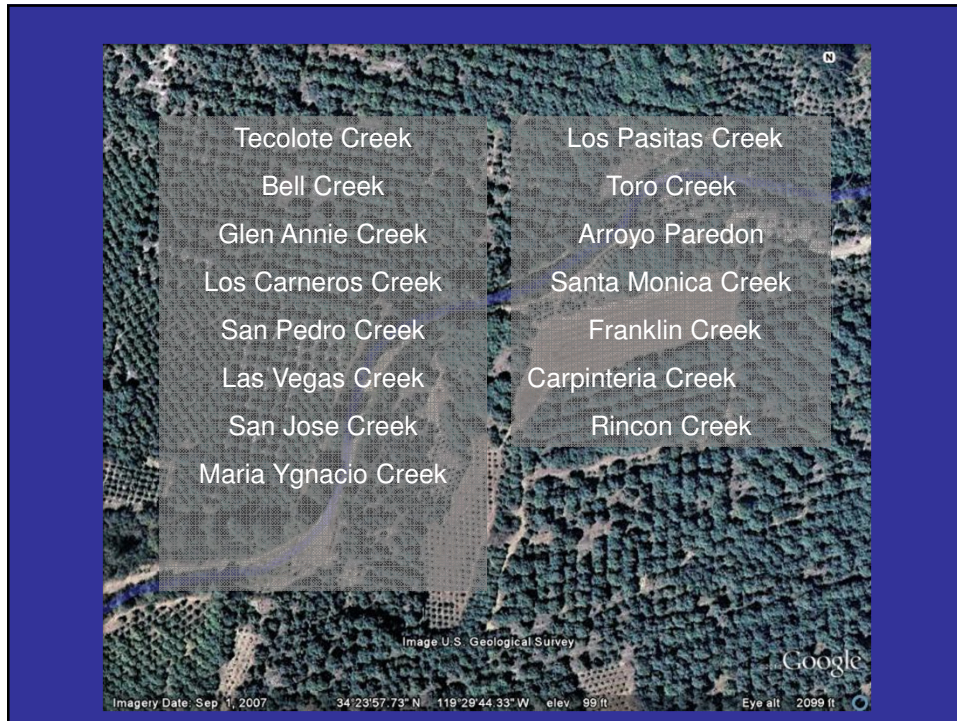 N
Tecolote Creek
Bell Creek
Glen Annie Creek
Los Carneros Creek
San Pedro Creek
Las Vegas Creek
San Jose Creek
Maria Ygnacio Creek
Los Pasitas Creek
Toro Creek
Arroyo Paredon
Santa Monica Creek
Franklin Creek
Carpinteria Creek
Rincon Creek
Image U.S. Geological Survey
Google
Imagery Date: Sep 1, 2007 34°23'57.73" N 119°29'44.33" W elev 99 ft Eye alt 2099 ft